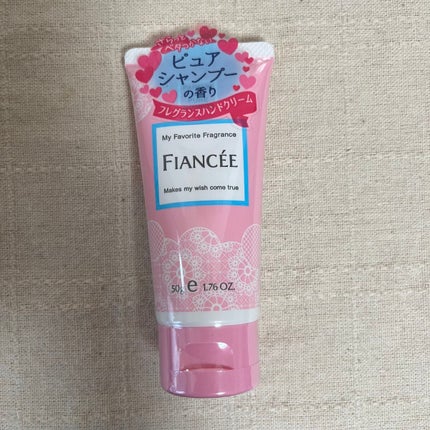 ピュア
シャンプー
の香り
フレグランスハンドクリーム
My Favorite Fragrance
FIANCÉE
Makes my wish come true
50g e 1.76 OZ.